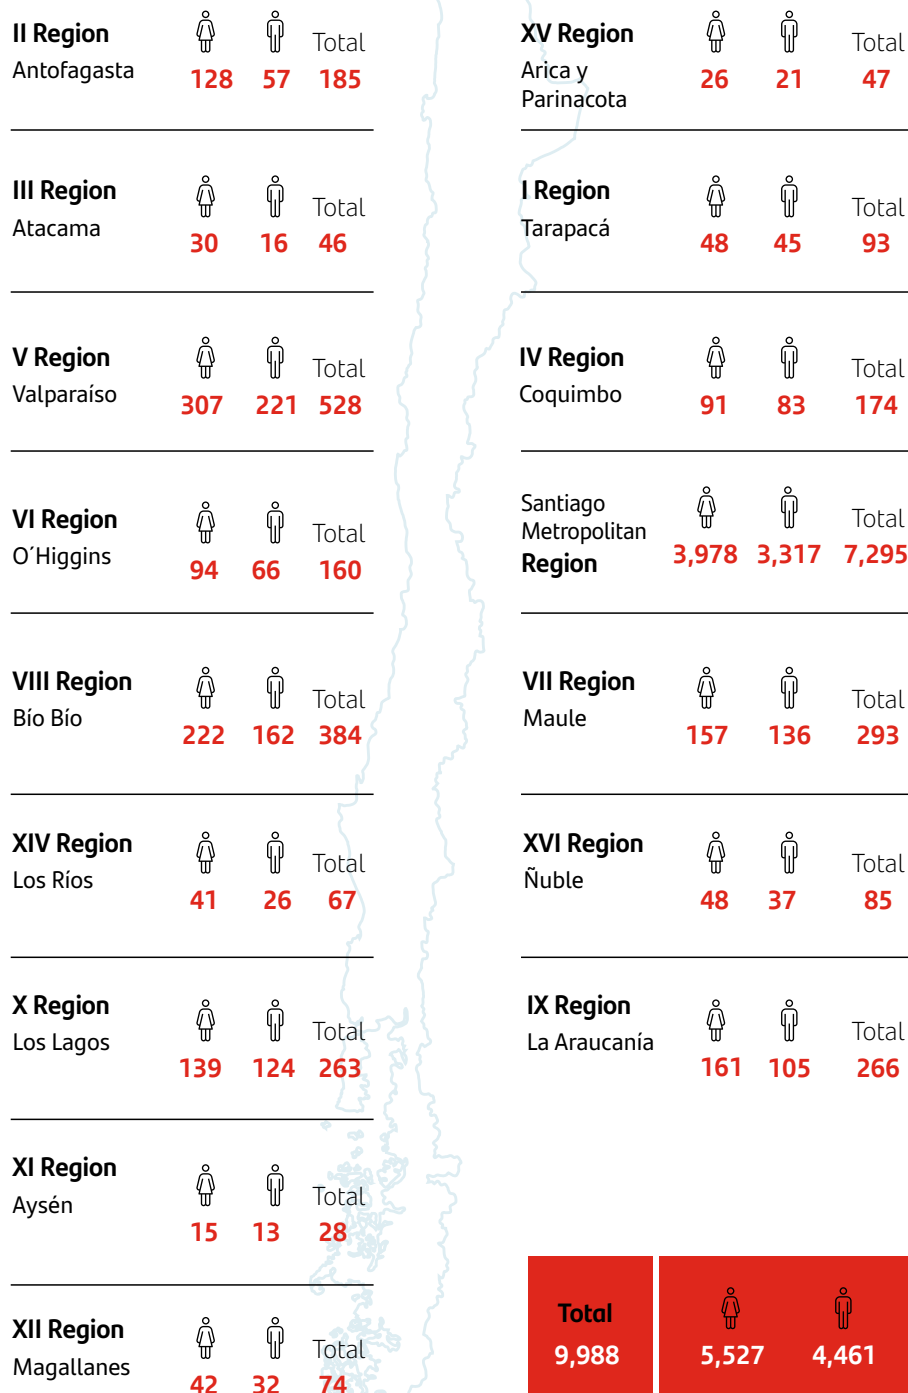 II Region
Antofagasta
Total
128 57 185
III Region
Atacama
Total
30 16 46
V Region
Valparaíso
Total
307 221 528
VI Region
O´Higgins
Total
94 66 160
VIII Region
Bío Bío
Total
222 162 384
XIV Region
Los Ríos
Total
41 26 67
X Region
Los Lagos
Total
139 124 263
XI Region
Aysén
Total
15 13 28
XII Region
Magallanes
Total
42 32 74
XV Region
Arica y
Parinacota
Total
26 21 47
I Region
Tarapacá
Total
48 45 93
IV Region
Coquimbo
Total
91 83 174
Santiago
Metropolitan
Region
Total
3,978 3,317 7,295
VII Region
Maule
Total
157 136 293
XVI Region
Ñuble
Total
48 37 85
IX Region
La Araucanía
Total
161 105 266
Total
9,988 5,527 4,461